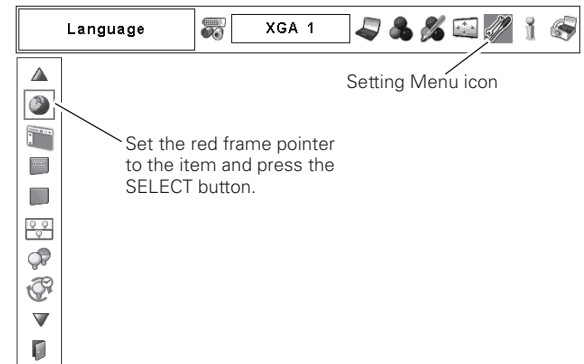 Language
XGA 1
Setting Menu icon
Set the red frame pointer
to the item and press the
SELECT button.